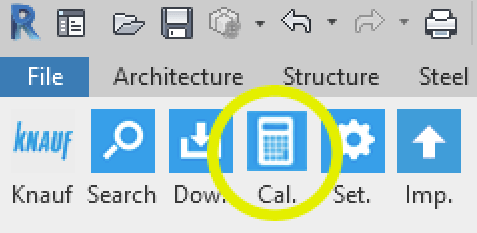 R
File Architecture Structure Steel
KNAUF
Knauf Search Dow. Cal. Set. Imp.